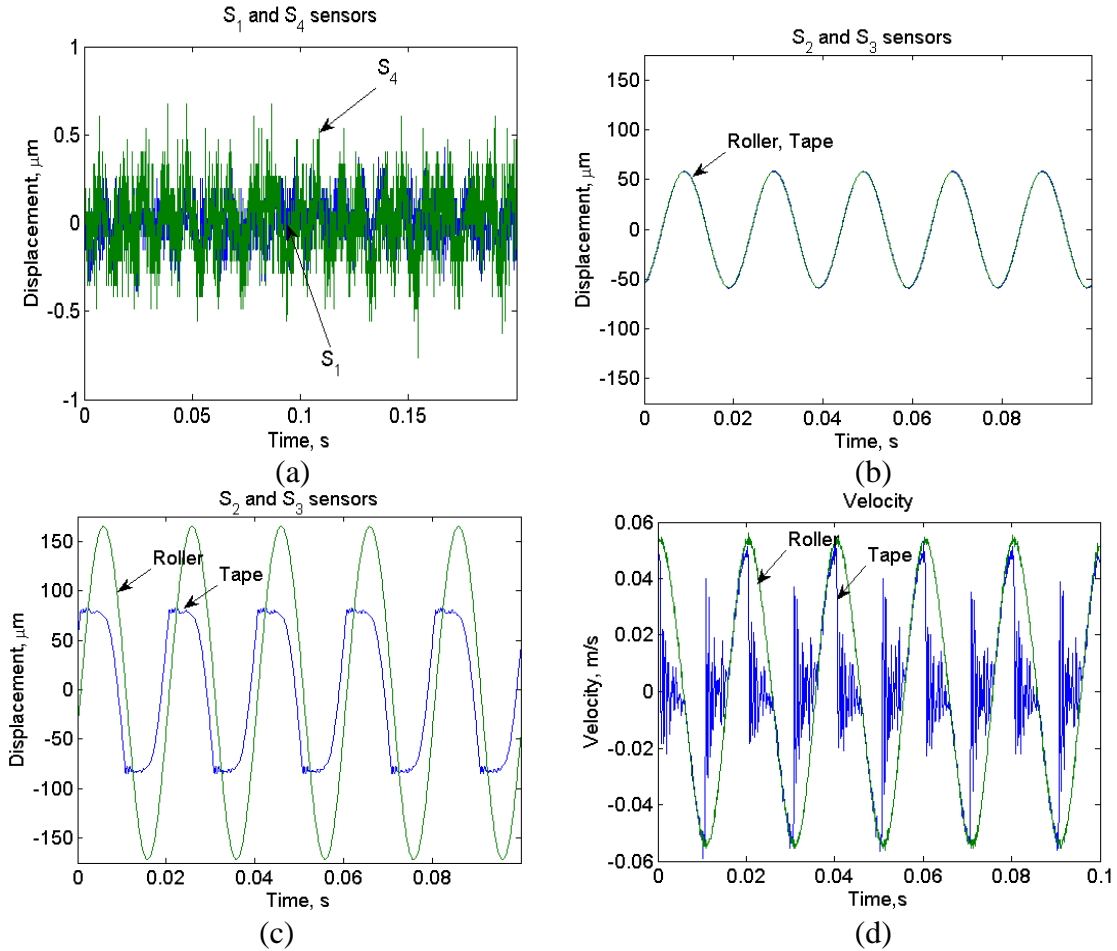 S1 and S4 sensors
1
0.5
0
-0.5
-1
Displacement, μm
S4
S1
0 0.05 0.1 0.15
Time, s
(a)
S2 and S3 sensors
150
100
50
0
-50
-100
-150
Displacement, μm
Roller, Tape
0 0.02 0.04 0.06 0.08
Time, s
(b)
S2 and S3 sensors
150
100
50
0
-50
-100
-150
Displacement, μm
Roller
Tape
0 0.02 0.04 0.06 0.08
Time, s
(c)
Velocity
0.06
0.04
0.02
0
-0.02
-0.04
-0.06
Velocity, m/s
Roller
Tape
0 0.02 0.04 0.06 0.08 0.1
Time,s
(d)